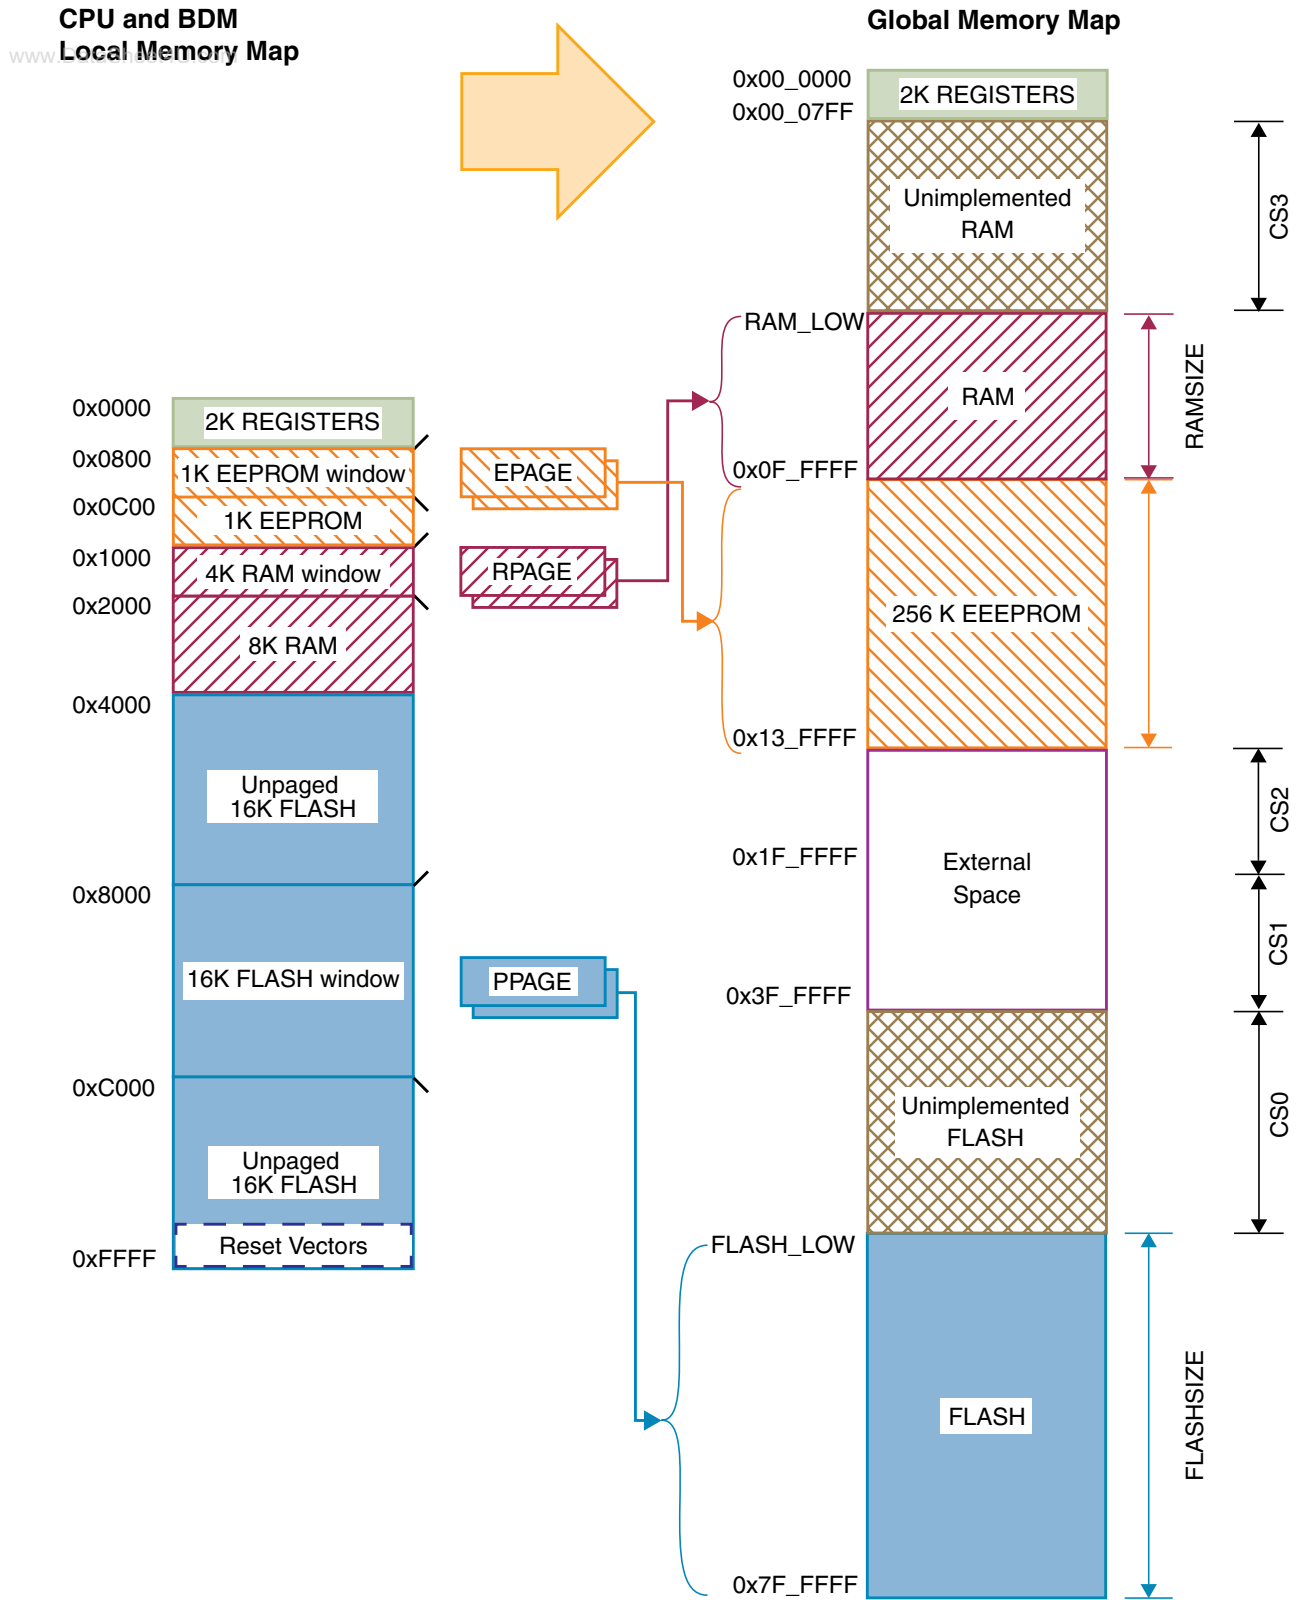 CPU and BDM
Local Memory Map
Global Memory Map
0x0000
2K REGISTERS
0x0800
1K EEPROM window
0x0C00
1K EEPROM
0x1000
4K RAM window
0x2000
8K RAM
0x4000
Unpaged
16K FLASH
0x8000
16K FLASH window
0xC000
Unpaged
16K FLASH
Reset Vectors
0xFFFF
EPAGE
RPAGE
PPAGE
0x00_0000
2K REGISTERS
0x00_07FF
Unimplemented
RAM
CS3
RAM_LOW
RAM
RAMSIZE
0x0F_FFFF
256 K EEEPROM
0x13_FFFF
CS2
0x1F_FFFF
External
Space
CS1
0x3F_FFFF
Unimplemented
FLASH
CS0
FLASH_LOW
FLASH
FLASHSIZE
0x7F_FFFF